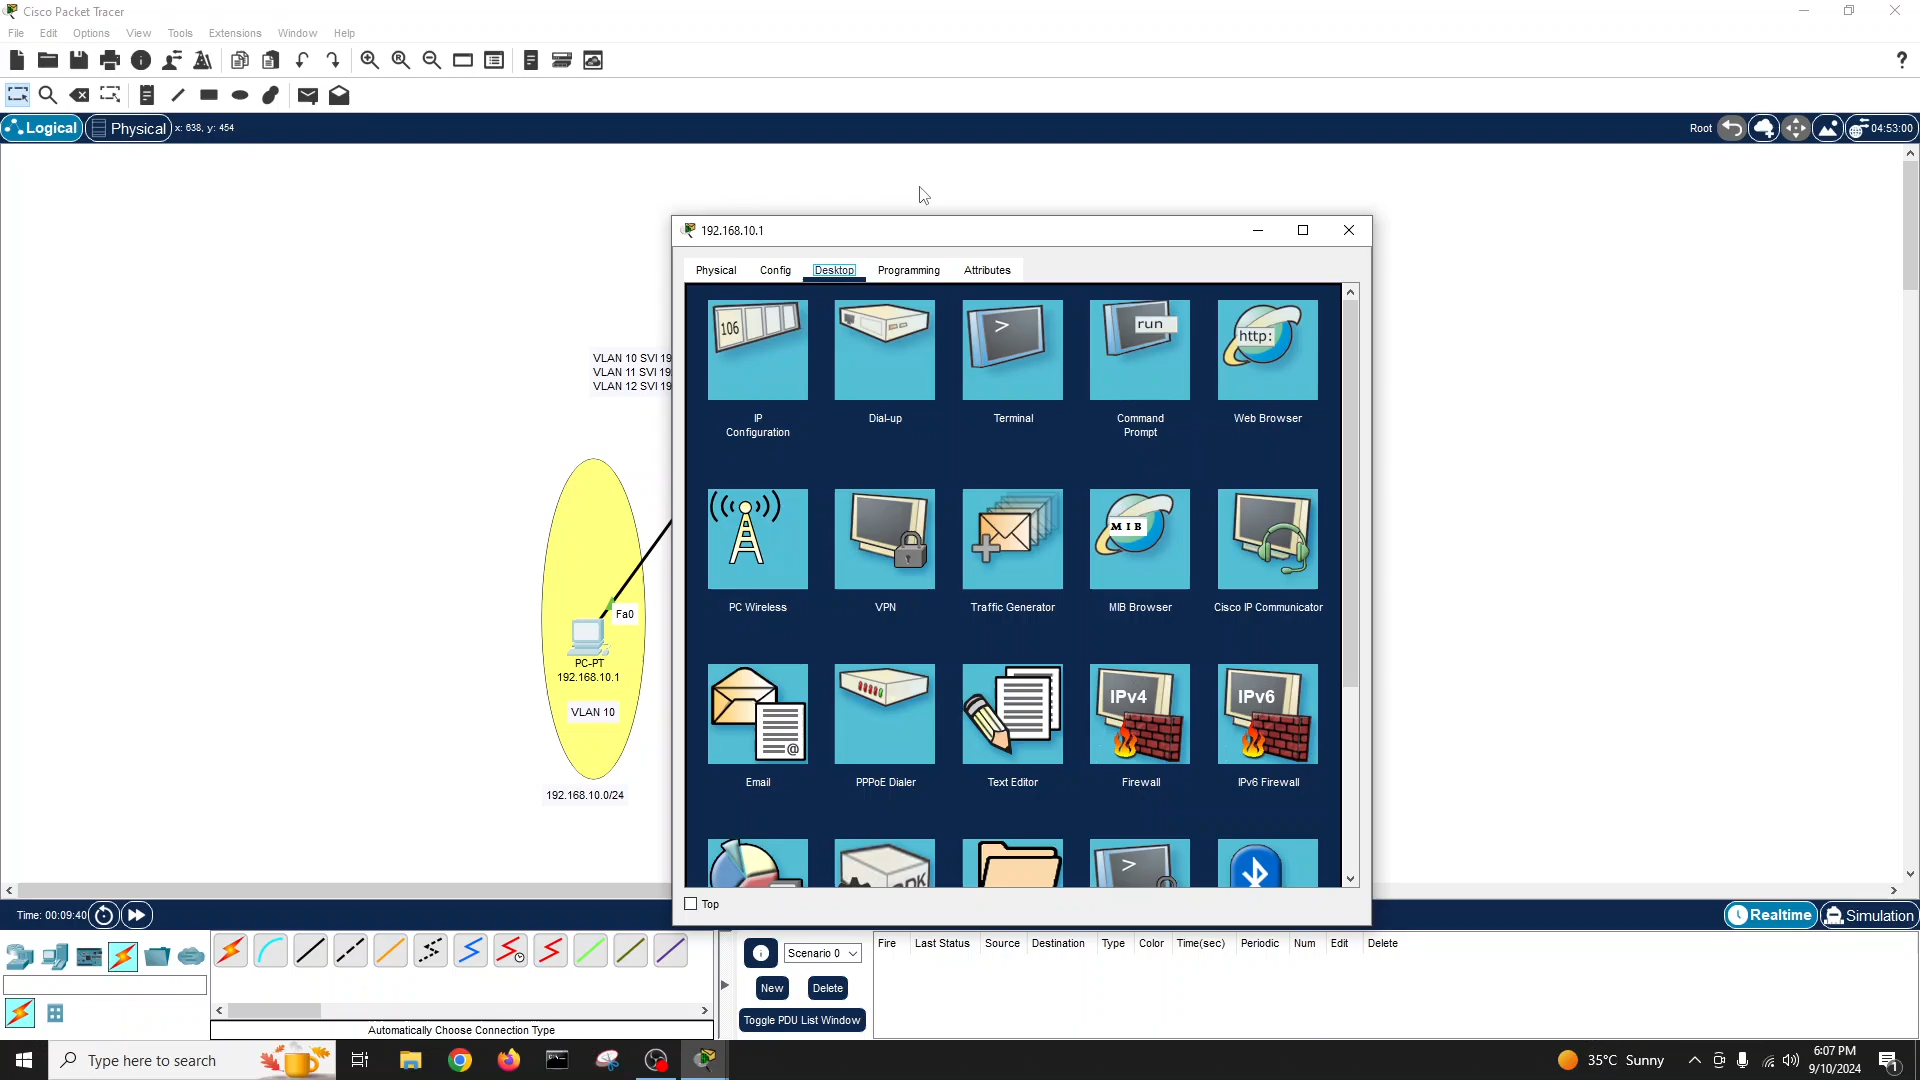 Cisco Packet Tracer
File Edit Options View Tools Extensions Window Help
?
Logical Physical x: 638, y: 454 Root 04:53:00
192.168.10.1
Physical Config Desktop Programming Attributes
106 > run http:
IP Configuration
Dial-up
Terminal
Command Prompt
Web Browser
VLAN 10 SVI 19
VLAN 11 SVI 19
VLAN 12 SVI 19
MIB
PC Wireless
VPN
Traffic Generator
MIB Browser
Cisco IP Communicator
Fa0
PC-PT
192.168.10.1
VLAN 10
192.168.10.0/24
@
IPv4
IPv6
Email
PPPoE Dialer
Text Editor
Firewall
IPv6 Firewall
>
Top
Time: 00:09:40 Realtime Simulation
Scenario 0
New Delete
Toggle PDU List Window
Fire Last Status Source Destination Type Color Time(sec) Periodic Num Edit Delete
Automatically Choose Connection Type
Type here to search
35°C Sunny
6:07 PM
9/10/2024
1